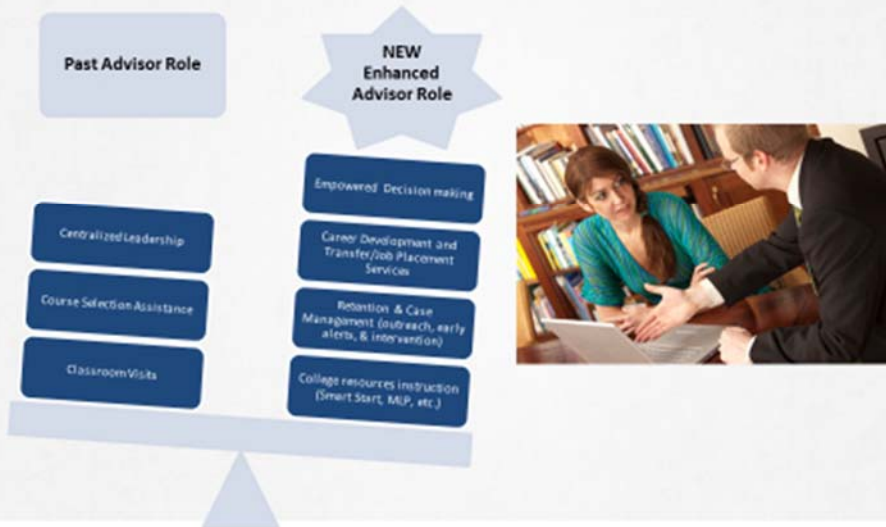 Past Advisor Role
NEW
Enhanced
Advisor Role
Centralized Leadership
Course Selection Assistance
Classroom Visits
Empowered Decision making
Career Development and
Transfer/Job Placement
Services
Retention & Case
Management (outreach, early
alerts, & intervention)
College resources instruction
(Smart Start, MLP, etc.)